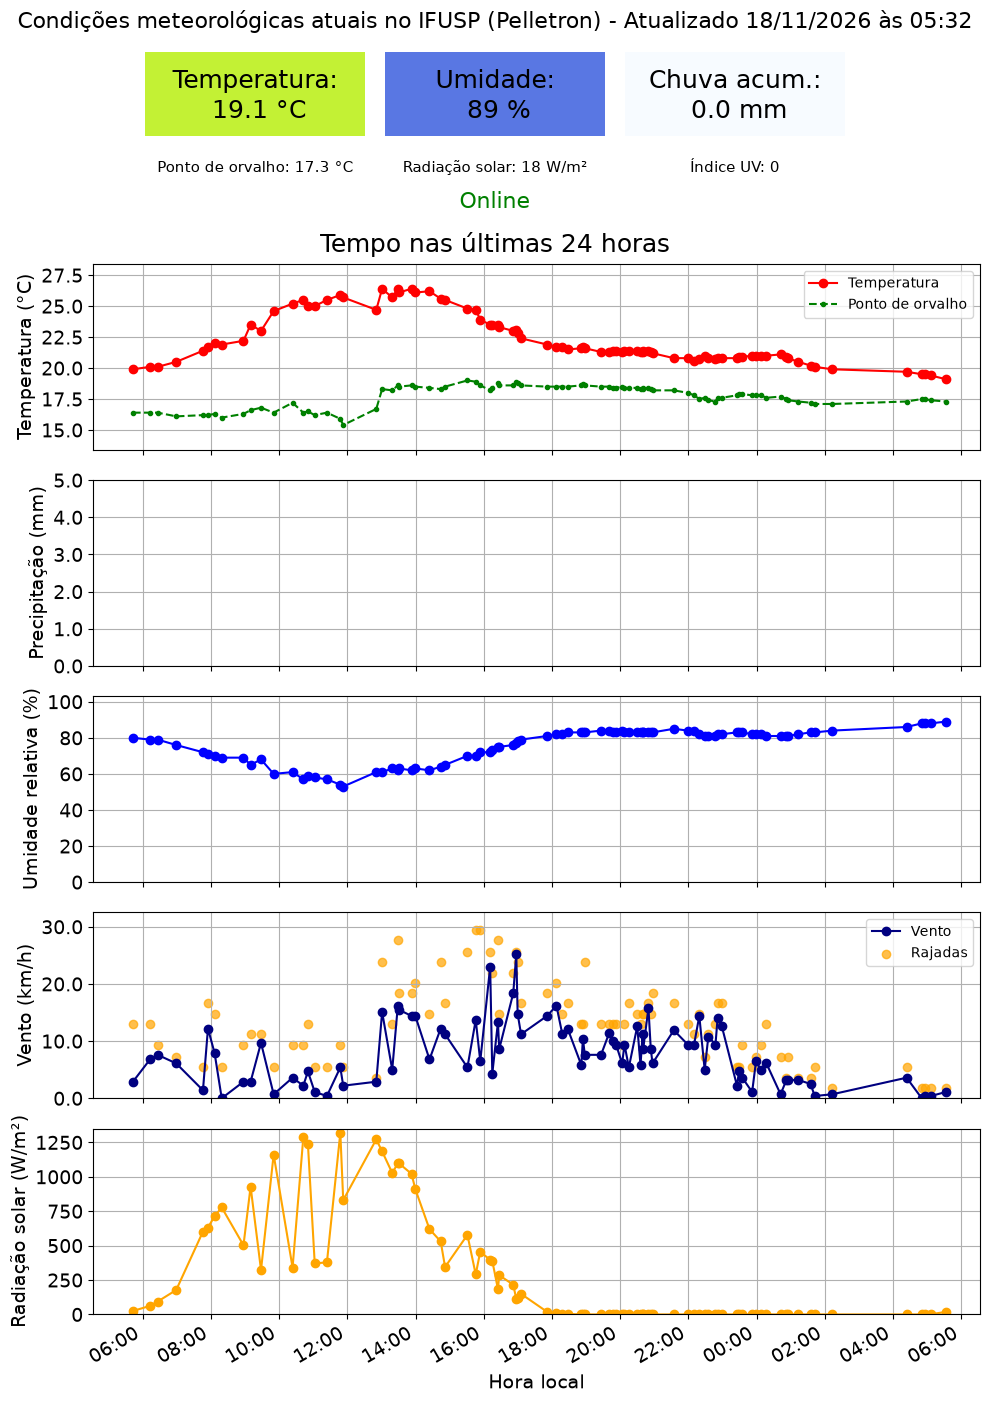 Condições meteorológicas atuais no IFUSP (Pelletron) - Atualizado 18/11/2026 às 05:32
Temperatura:
19.1 °C
Umidade:
89 %
Chuva acum.:
0.0 mm
Ponto de orvalho: 17.3 °C
Radiação solar: 18 W/m²
Índice UV: 0
Online
Tempo nas últimas 24 horas
Temperatura (°C)
27.5
25.0
22.5
20.0
17.5
15.0
Temperatura
Ponto de orvalho
Precipitação (mm)
5.0
4.0
3.0
2.0
1.0
0.0
Umidade relativa (%)
100
80
60
40
20
0
Vento (km/h)
30.0
20.0
10.0
0.0
Vento
Rajadas
Radiação solar (W/m²)
1250
1000
750
500
250
0
06:00
08:00
10:00
12:00
14:00
16:00
18:00
20:00
22:00
00:00
02:00
04:00
06:00
Hora local